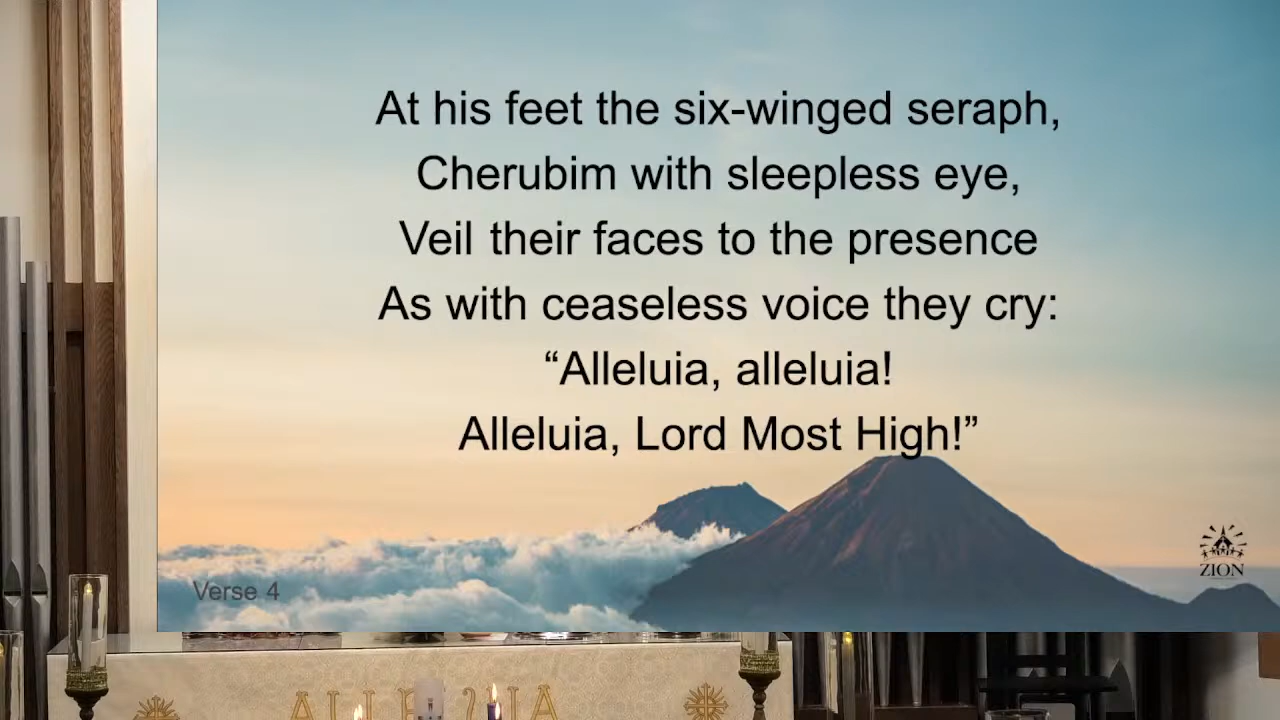 At his feet the six-winged seraph,
Cherubim with sleepless eye,
Veil their faces to the presence
As with ceaseless voice they cry:
“Alleluia, alleluia!
Alleluia, Lord Most High!”
Verse 4
ZION